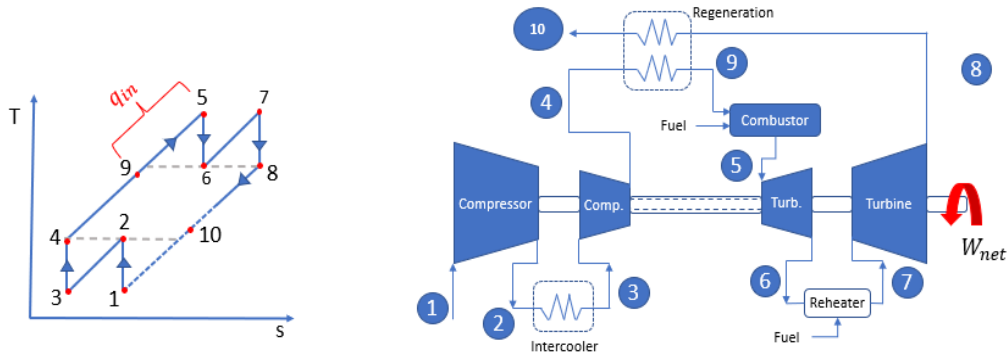 T
q_in
5
7
9
6
8
4
2
10
3
1
s
Regeneration
10
9
8
4
Fuel
Combustor
5
Compressor
Comp.
Turb.
Turbine
W_net
1
2
3
Intercooler
6
7
Reheater
Fuel